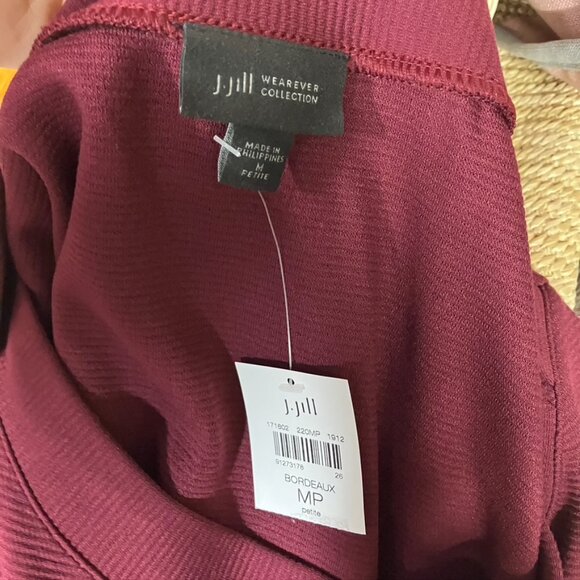 J.Jill WEAREVER
COLLECTION
MADE IN
PHILIPPINES
M
PETITE
J.Jill
171802 220MP 1912
91273176 26
BORDEAUX
MP
petite